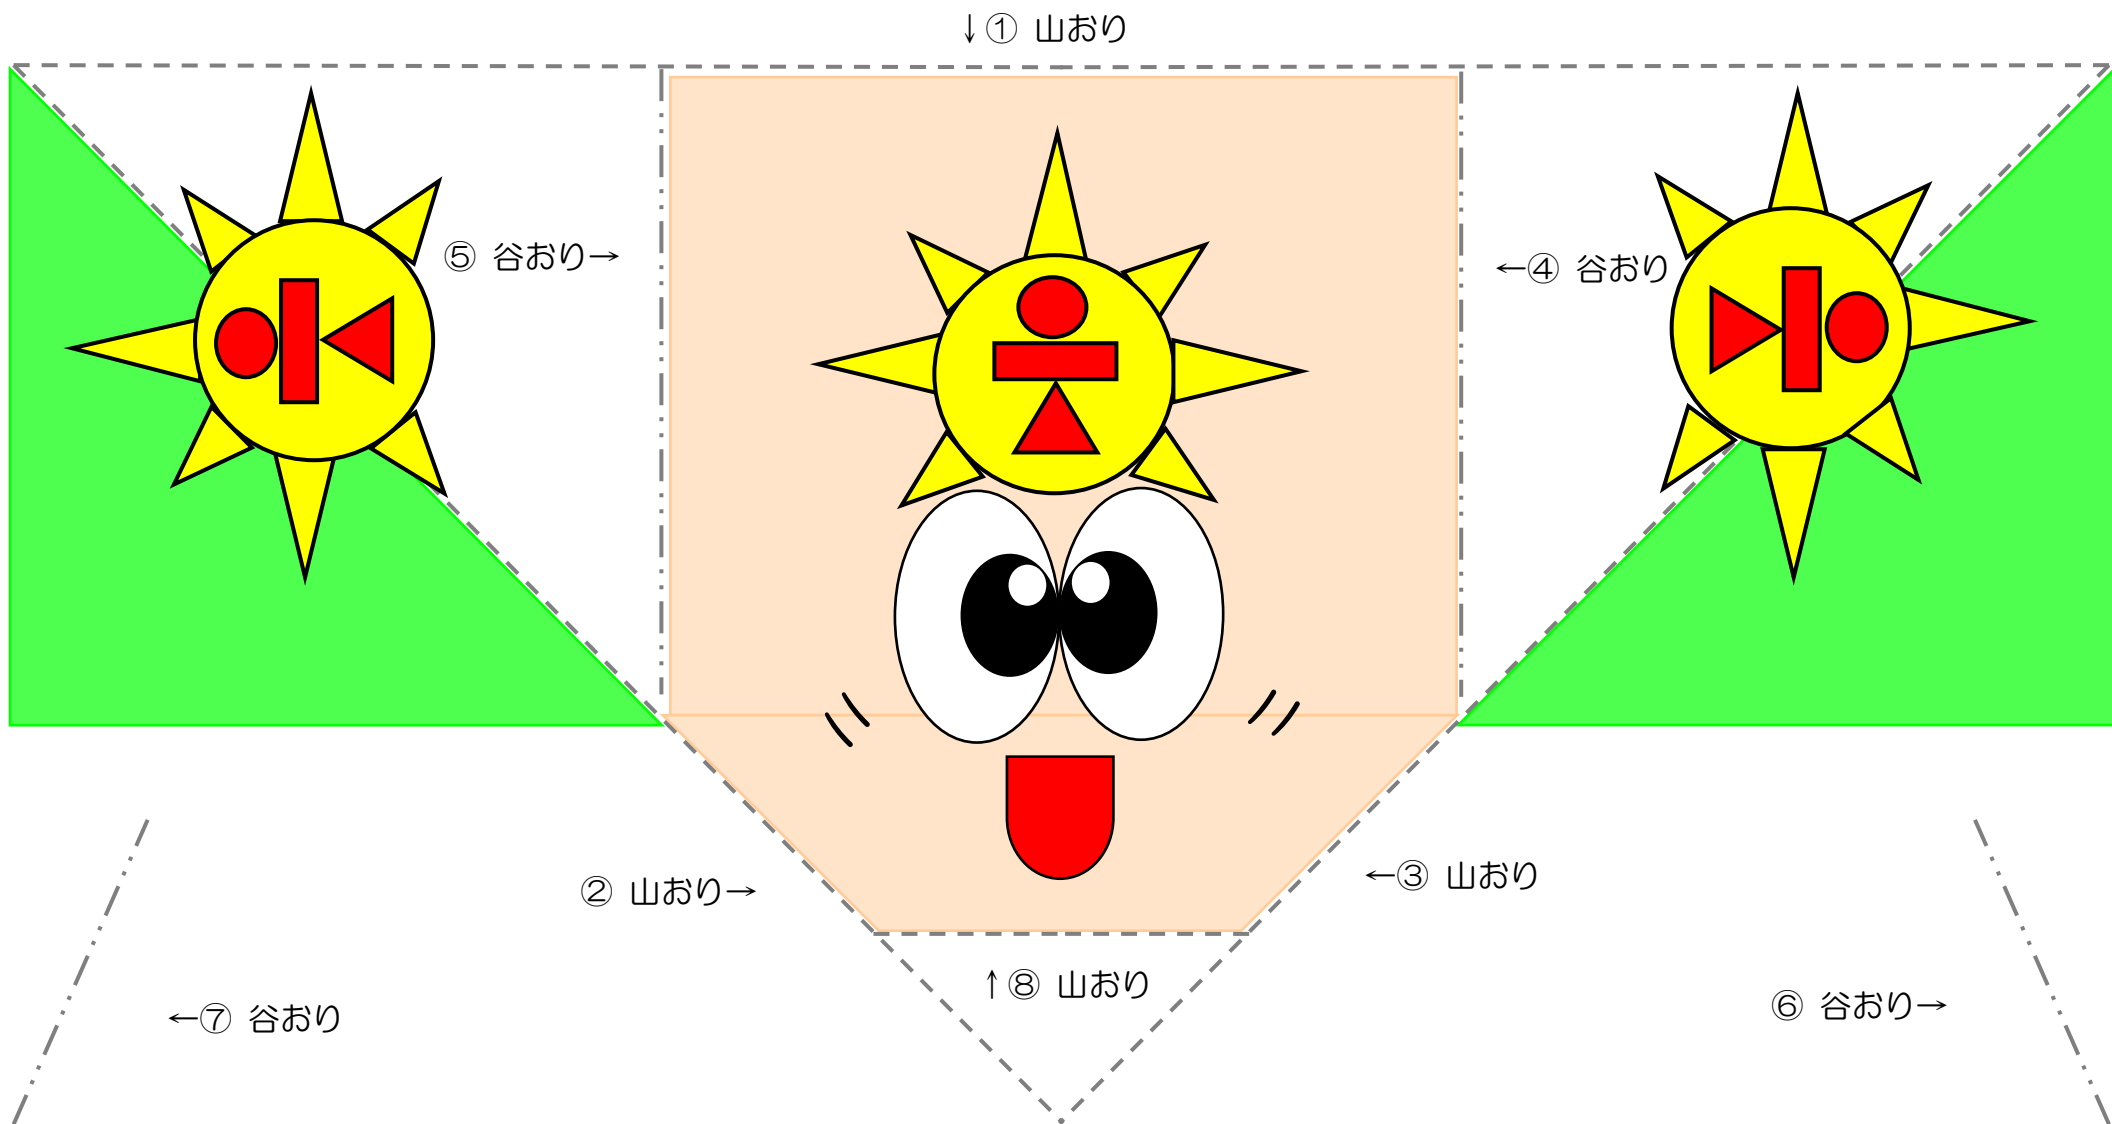 ↓① 山おり
⑤ 谷おり→
←④ 谷おり
② 山おり→
←③ 山おり
↑⑧ 山おり
←⑦ 谷おり
⑥ 谷おり→